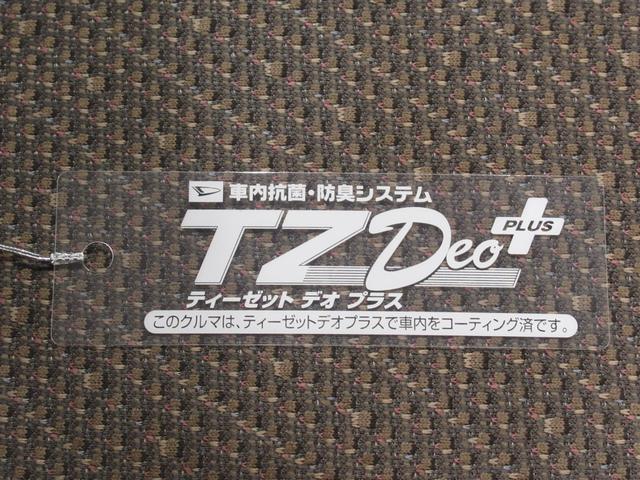 車内抗菌・防臭システム
TZ Deo PLUS
ティーゼット デオ プラス
このクルマは、ティーゼットデオプラスで車内をコーティング済です。